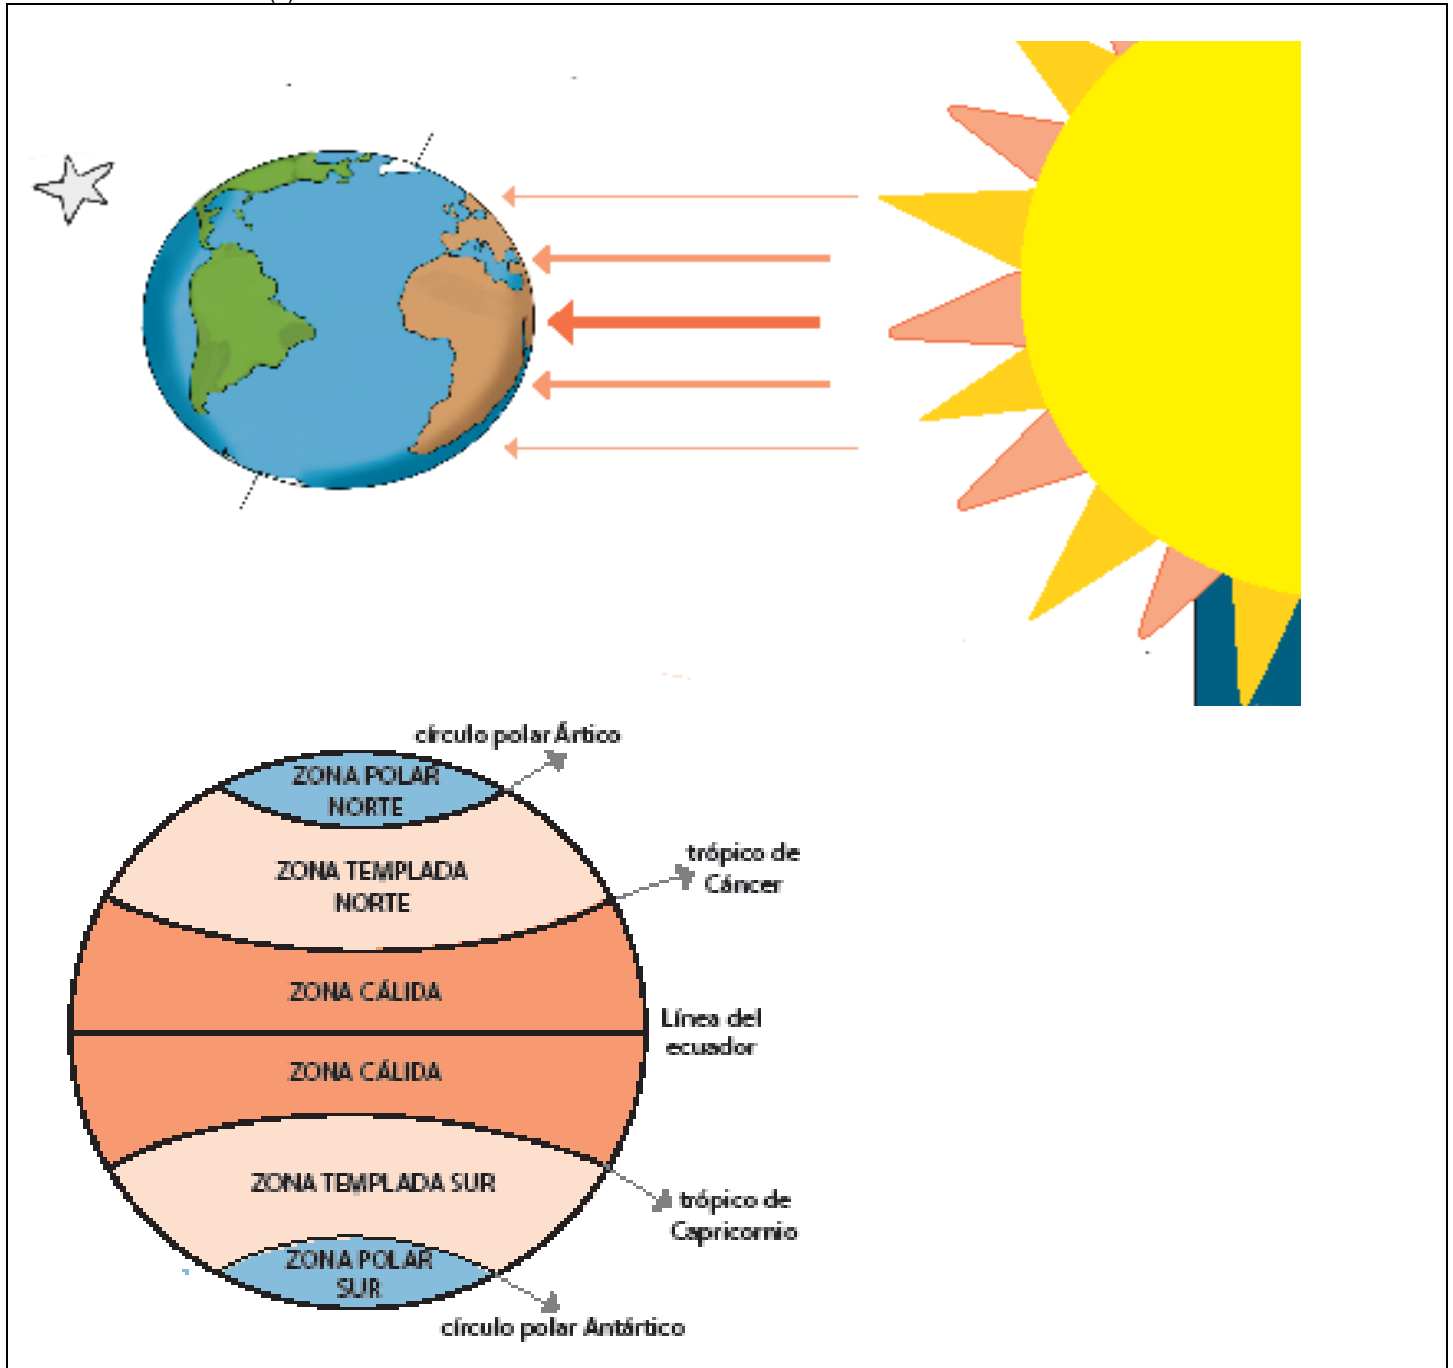 círculo polar Ártico
ZONA POLAR
NORTE
trópico de
Cáncer
ZONA TEMPLADA
NORTE
ZONA CÁLIDA
Línea del
ecuador
ZONA CÁLIDA
ZONA TEMPLADA SUR
trópico de
Capricornio
ZONA POLAR
SUR
círculo polar Antártico